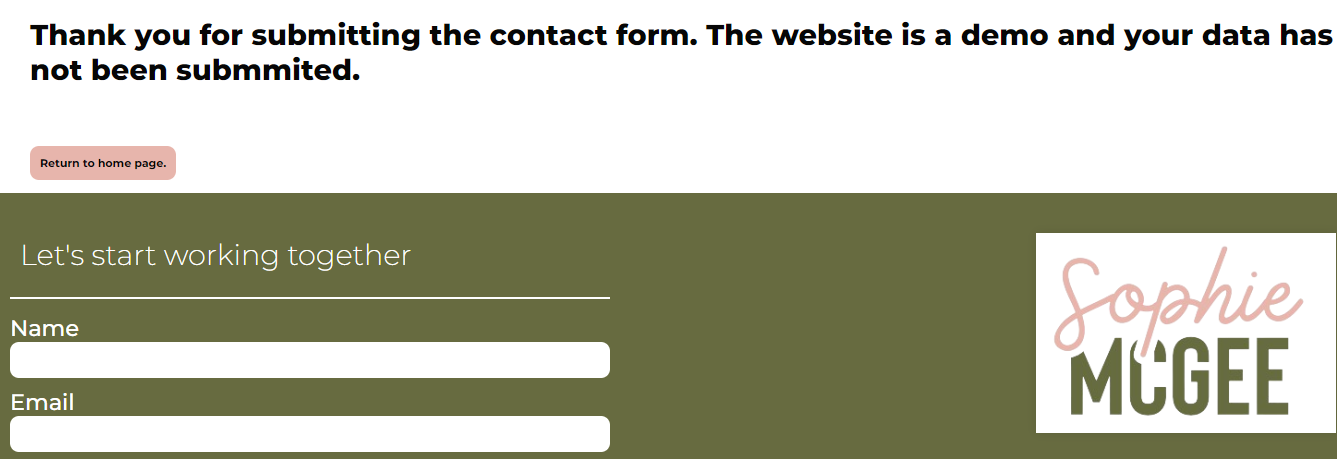 Thank you for submitting the contact form. The website is a demo and your data has
not been submmited.
Return to home page.
Let's start working together
Name
Email
Sophie
MCGEE